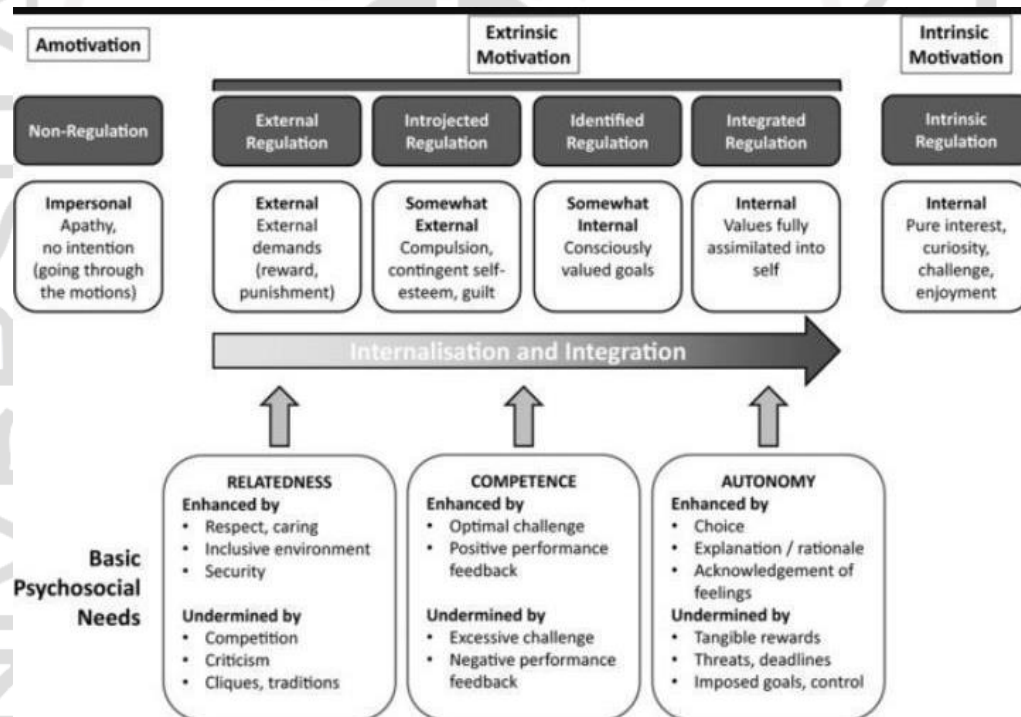 Amotivation
Extrinsic
Motivation
Intrinsic
Motivation
Non-Regulation
External
Regulation
Introjected
Regulation
Identified
Regulation
Integrated
Regulation
Intrinsic
Regulation
Impersonal
Apathy,
no intention
(going through
the motions)
External
External
demands
(reward,
punishment)
Somewhat
External
Compulsion,
contingent self-
esteem, guilt
Somewhat
Internal
Consciously
valued goals
Internal
Values fully
assimilated into
self
Internal
Pure interest,
curiosity,
challenge,
enjoyment
Internalisation and Integration
Basic
Psychosocial
Needs
RELATEDNESS
Enhanced by
• Respect, caring
• Inclusive environment
• Security
Undermined by
• Competition
• Criticism
• Cliques, traditions
COMPETENCE
Enhanced by
• Optimal challenge
• Positive performance
feedback
Undermined by
• Excessive challenge
• Negative performance
feedback
AUTONOMY
Enhanced by
• Choice
• Explanation / rationale
• Acknowledgement of
feelings
Undermined by
• Tangible rewards
• Threats, deadlines
• Imposed goals, control